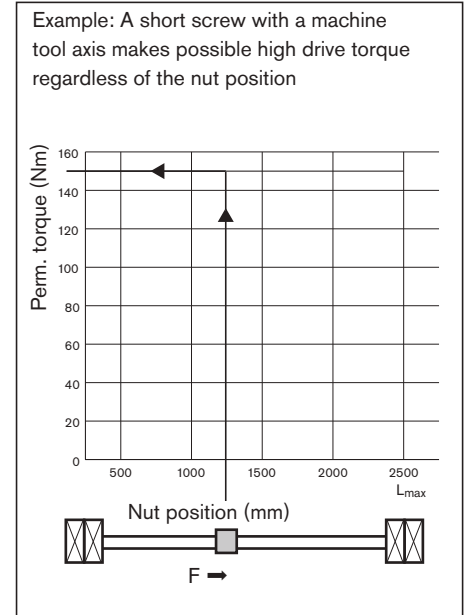 Example: A short screw with a machine
tool axis makes possible high drive torque
regardless of the nut position
Perm. torque (Nm)
160
140
120
100
80
60
40
20
0
500 1000 1500 2000 2500
Lmax
Nut position (mm)
F